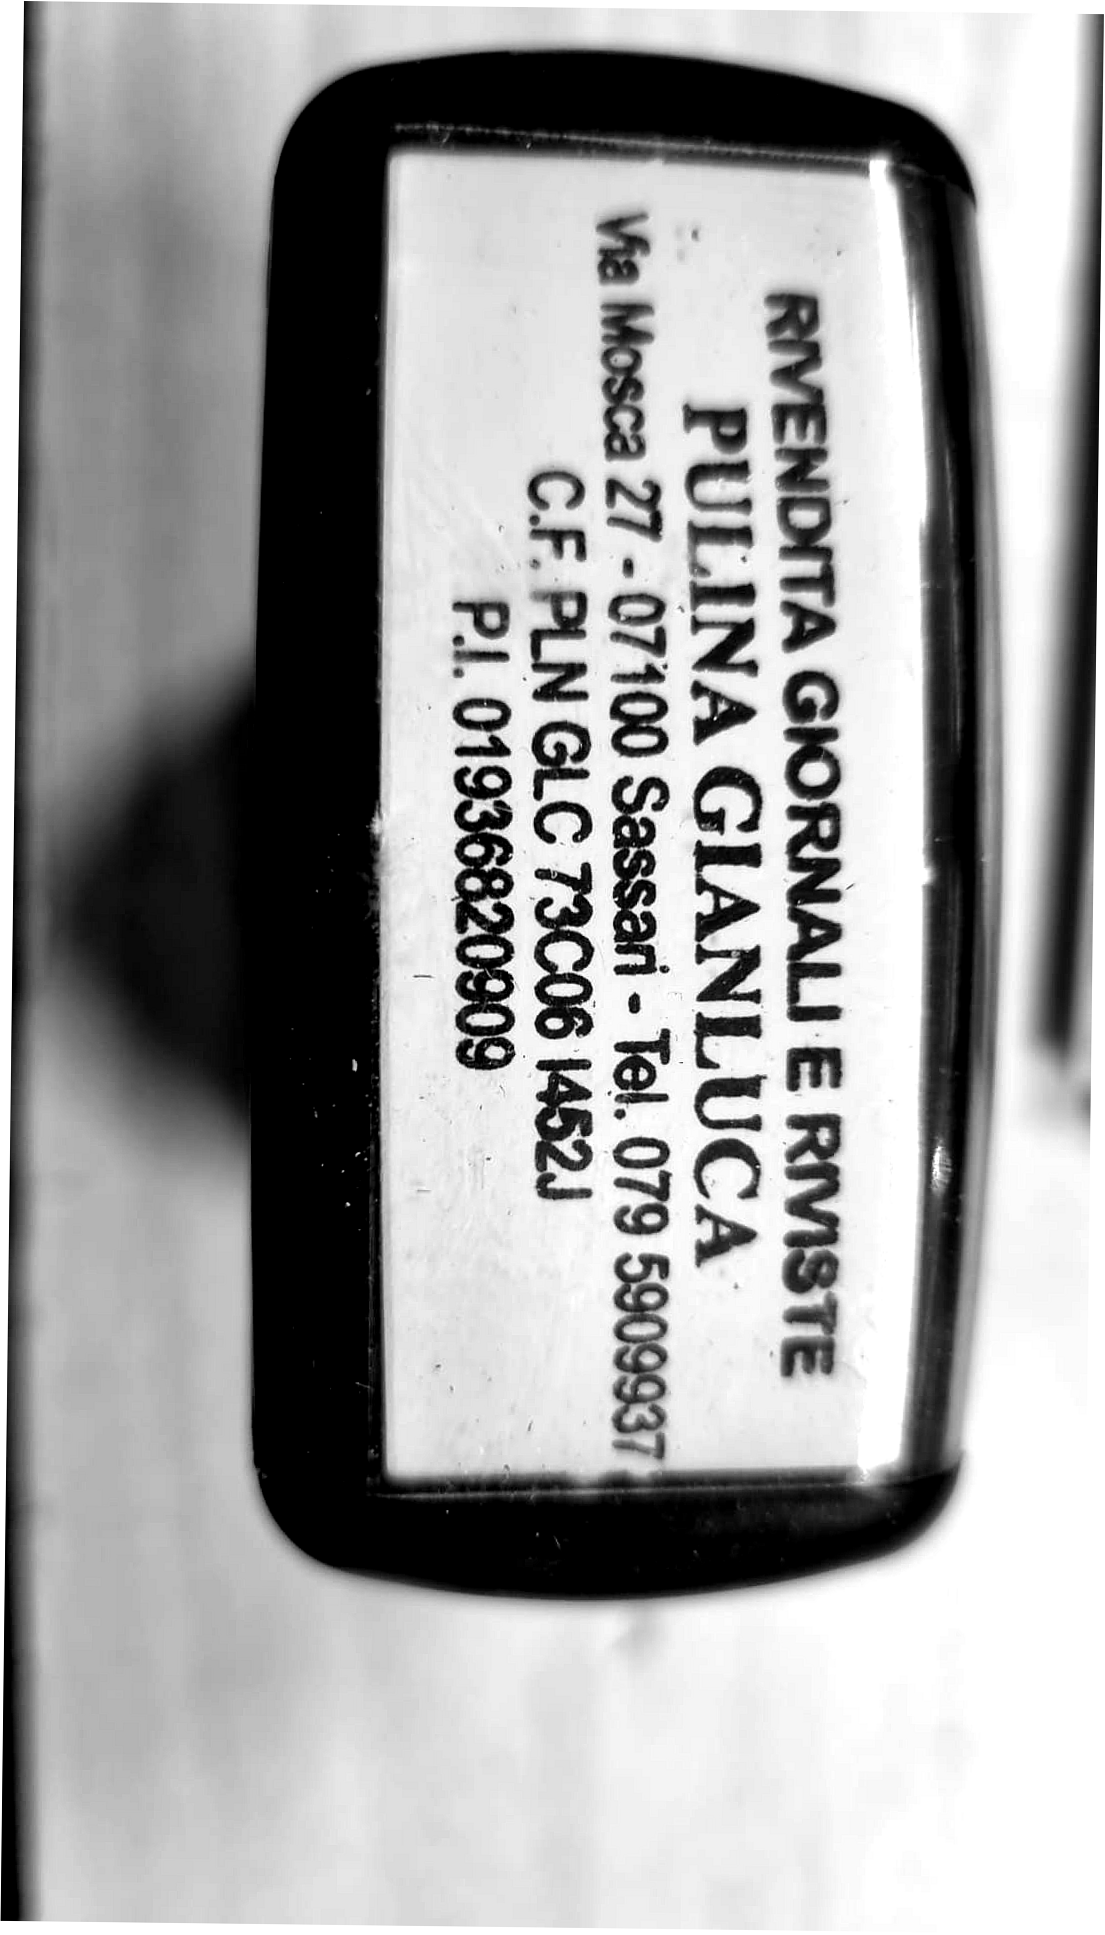 RIVENDITA GIORNALI E RIVISTE
PULINA GIANLUCA
Via Mosca 27 - 07100 Sassari - Tel. 079 5909937
C.F. PLN GLC 73C06 I452J
P.I. 01936820909